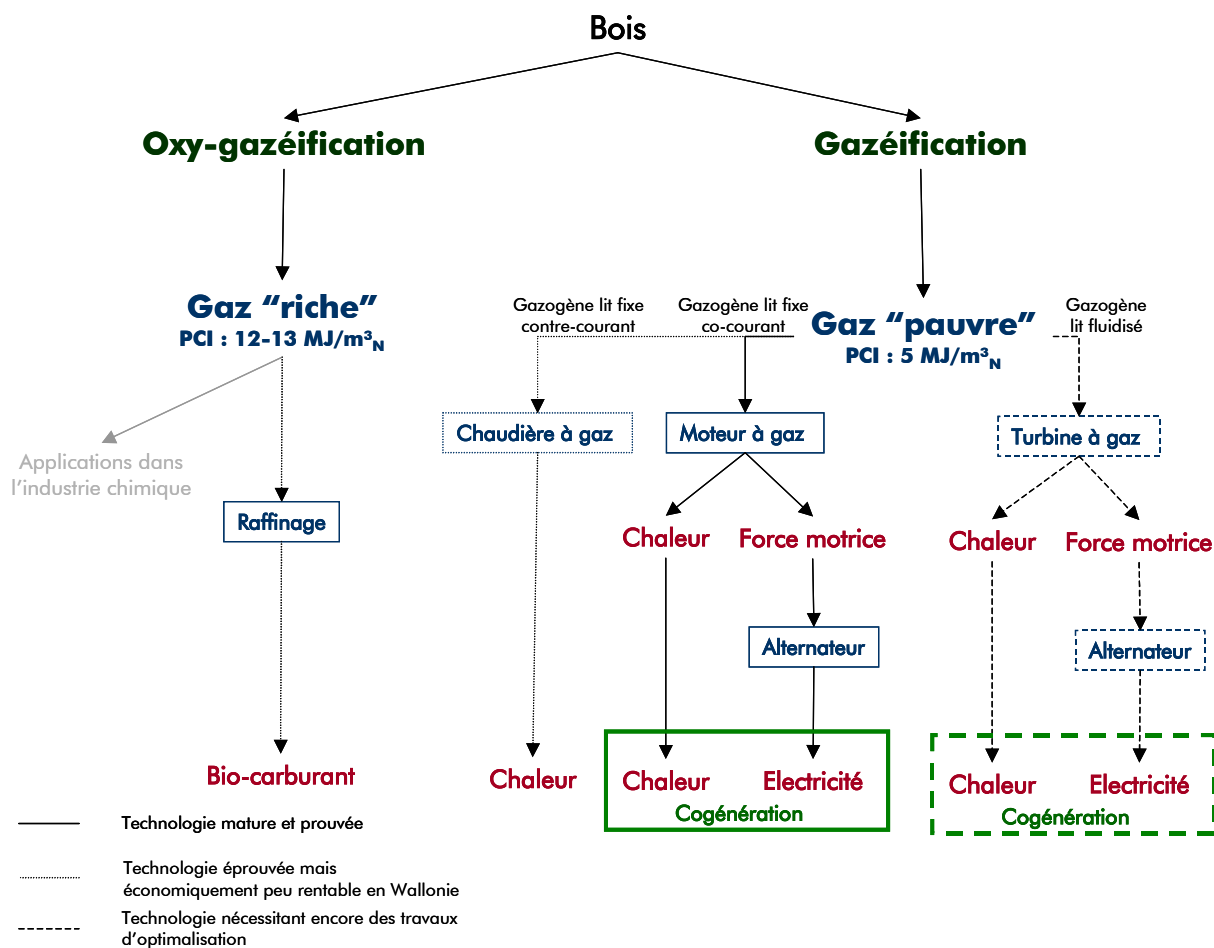 Bois
Oxy-gazéification
Gazéification
Gaz “riche”
PCI : 12-13 MJ/m³N
Gazogène lit fixe
contre-courant
Gazogène lit fixe
co-courant
Gaz “pauvre”
PCI : 5 MJ/m³N
Gazogène
lit fluidisé
Applications dans
l’industrie chimique
Chaudière à gaz
Moteur à gaz
Turbine à gaz
Raffinage
Chaleur
Force motrice
Chaleur
Force motrice
Alternateur
Alternateur
Bio-carburant
Chaleur
Chaleur
Electricité
Cogénération
Chaleur
Electricité
Cogénération
Technologie mature et prouvée
Technologie éprouvée mais
économiquement peu rentable en Wallonie
Technologie nécessitant encore des travaux
d’optimalisation